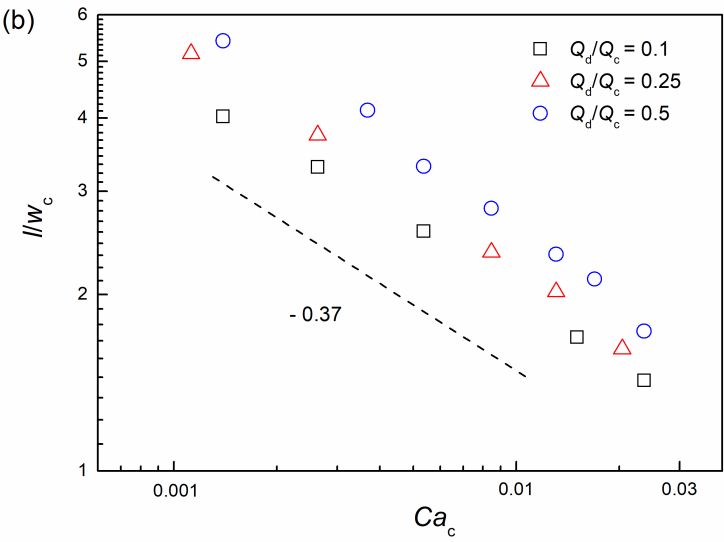 (b)
6
5
4
3
2
1
l/w_c
- 0.37
Q_d/Q_c = 0.1
Q_d/Q_c = 0.25
Q_d/Q_c = 0.5
0.001
0.01
0.03
Ca_c